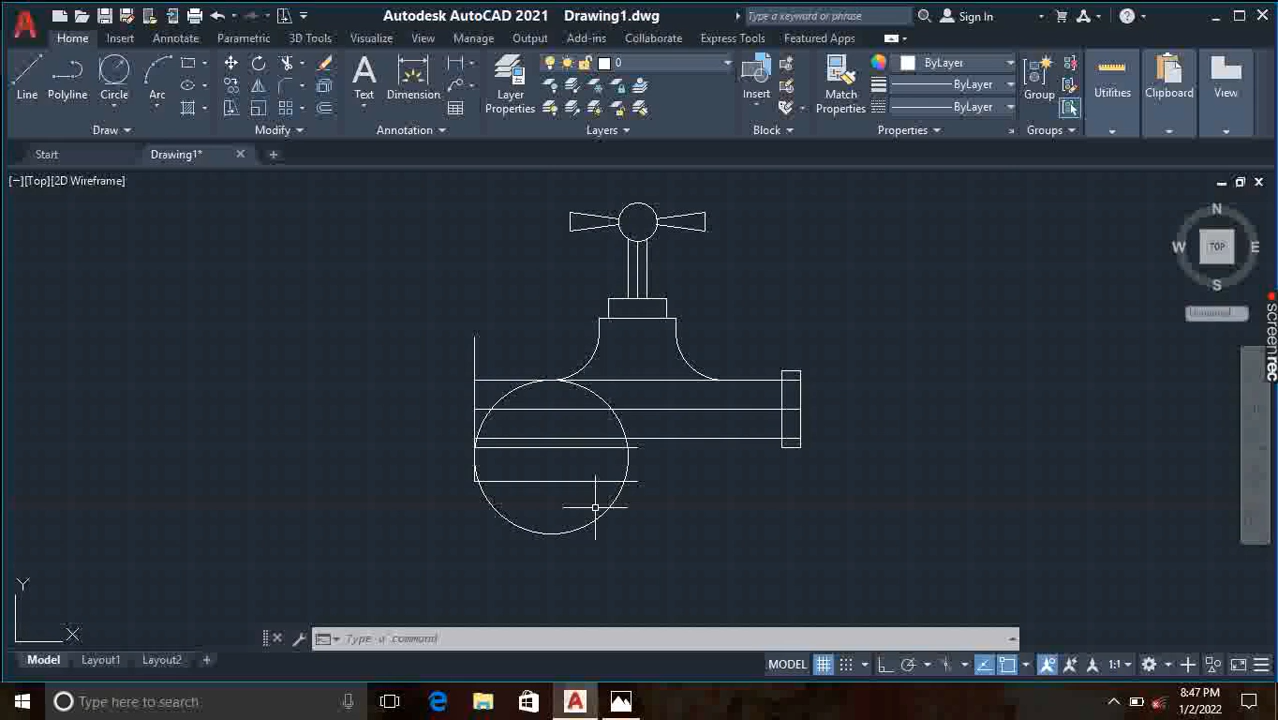 Autodesk AutoCAD 2021 Drawing1.dwg
Type a keyword or phrase
Sign In
Home Insert Annotate Parametric 3D Tools Visualize View Manage Output Add-ins Collaborate Express Tools Featured Apps
Line Polyline Circle Arc
Text Dimension
Layer Properties
0
Insert
Match Properties
ByLayer
ByLayer
ByLayer
Group
Utilities
Clipboard
View
Draw Modify Annotation Layers Block Properties Groups
Start Drawing1*
[−][Top][2D Wireframe]
N
W TOP E
S
Unnamed
screenrec
Y
X
Type a command
Model Layout1 Layout2 +
MODEL 1:1
Type here to search
8:47 PM
1/2/2022